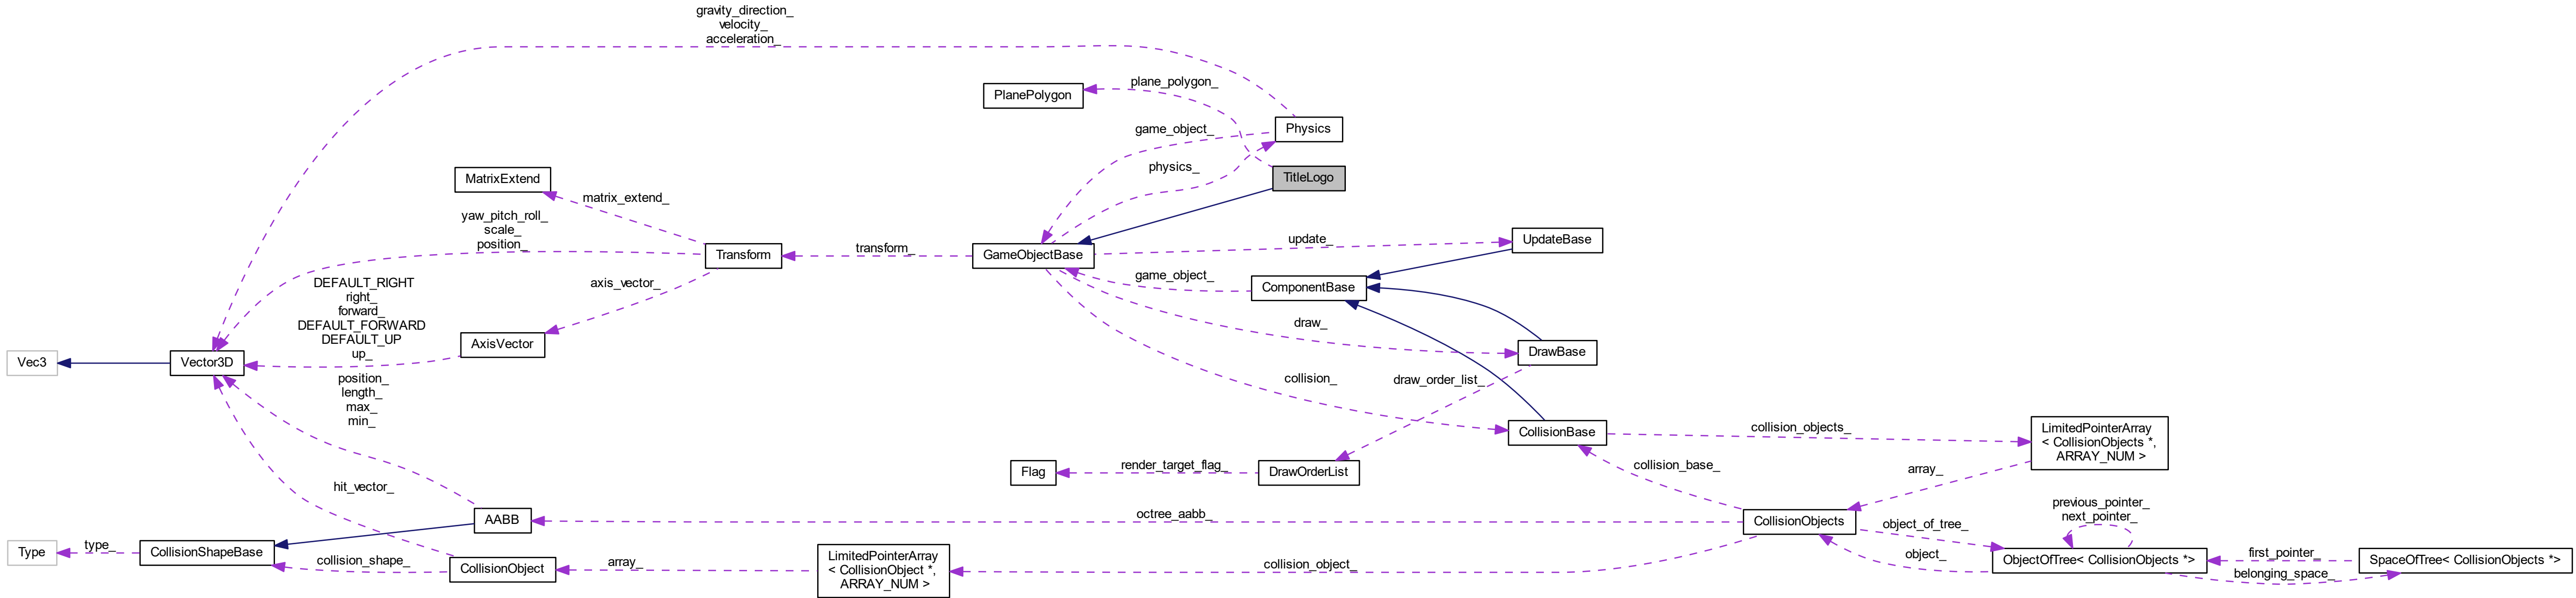 gravity_direction_
velocity_
acceleration_
plane_polygon_
PlanePolygon
Physics
game_object_
physics_
TitleLogo
MatrixExtend
matrix_extend_
yaw_pitch_roll_
scale_
position_
Transform
transform_
GameObjectBase
update_
UpdateBase
game_object_
ComponentBase
axis_vector_
DEFAULT_RIGHT
right_
forward_
DEFAULT_FORWARD
DEFAULT_UP
up_
AxisVector
draw_
DrawBase
Vec3
Vector3D
position_
length_
max_
min_
collision_
draw_order_list_
CollisionBase
collision_objects_
LimitedPointerArray
< CollisionObjects *,
ARRAY_NUM >
Flag
render_target_flag_
DrawOrderList
collision_base_
array_
hit_vector_
AABB
octree_aabb_
CollisionObjects
object_of_tree_
previous_pointer_
next_pointer_
Type
type_
CollisionShapeBase
collision_shape_
CollisionObject
array_
LimitedPointerArray
< CollisionObject *,
ARRAY_NUM >
collision_object_
object_
ObjectOfTree< CollisionObjects *>
first_pointer_
belonging_space_
SpaceOfTree< CollisionObjects *>